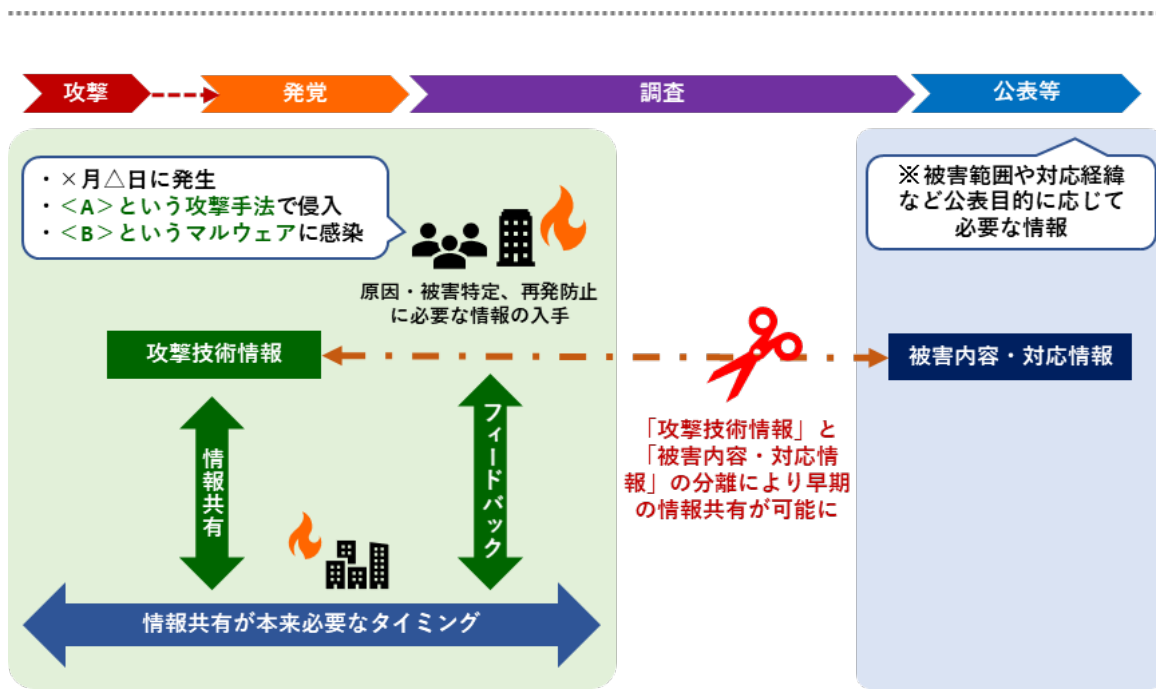 攻撃
発覚
調査
公表等
・×月△日に発生
・＜A＞という攻撃手法で侵入
・＜B＞というマルウェアに感染
※被害範囲や対応経緯
など公表目的に応じて
必要な情報
原因・被害特定、再発防止
に必要な情報の入手
攻撃技術情報
被害内容・対応情報
情報共有
フィードバック
「攻撃技術情報」と
「被害内容・対応情
報」の分離により早期
の情報共有が可能に
情報共有が本来必要なタイミング